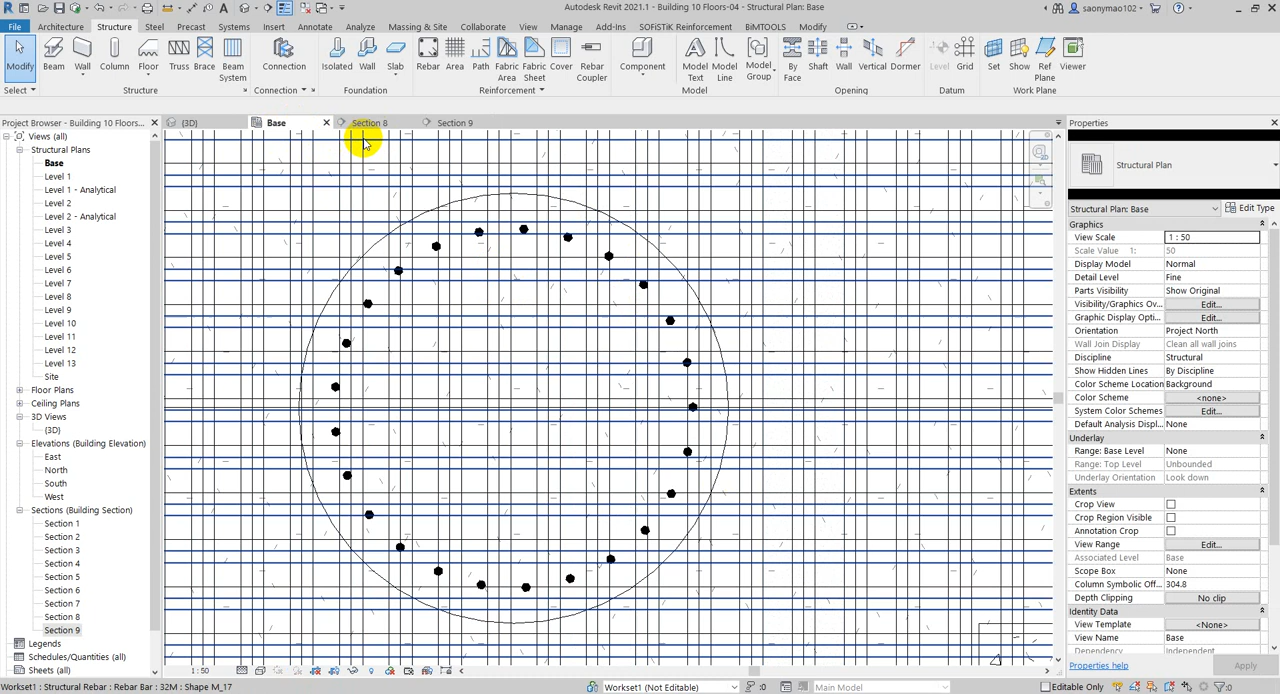 Autodesk Revit 2021.1 - Building 10 Floors-04 - Structural Plan: Base
saonymao102
File Architecture Structure Steel Precast Systems Insert Annotate Analyze Massing & Site Collaborate View Manage Add-Ins SOFiSTiK Reinforcement BiMTOOLS Modify
Modify Beam Wall Column Floor Truss Brace Beam System Connection Isolated Wall Slab Rebar Area Path Fabric Area Fabric Sheet Cover Rebar Coupler Component Model Text Model Line Model Group By Face Shaft Wall Vertical Dormer Level Grid Set Show Ref Plane Viewer
Select Structure Connection Foundation Reinforcement Model Opening Datum Work Plane
Project Browser - Building 10 Floors...
{3D} Base Section 8 Section 9
Properties
Views (all)
Structural Plans
Base
Level 1
Level 1 - Analytical
Level 2
Level 2 - Analytical
Level 3
Level 4
Level 5
Level 6
Level 7
Level 8
Level 9
Level 10
Level 11
Level 12
Level 13
Site
Floor Plans
Ceiling Plans
3D Views
{3D}
Elevations (Building Elevation)
East
North
South
West
Sections (Building Section)
Section 1
Section 2
Section 3
Section 4
Section 5
Section 6
Section 7
Section 8
Section 9
Legends
Schedules/Quantities (all)
Sheets (all)
Structural Plan
Structural Plan: Base Edit Type
Graphics
View Scale 1 : 50
Scale Value 1: 50
Display Model Normal
Detail Level Fine
Parts Visibility Show Original
Visibility/Graphics Ov... Edit...
Graphic Display Opti... Edit...
Orientation Project North
Wall Join Display Clean all wall joins
Discipline Structural
Show Hidden Lines By Discipline
Color Scheme Location Background
Color Scheme <none>
System Color Schemes Edit...
Default Analysis Displ... None
Underlay
Range: Base Level None
Range: Top Level Unbounded
Underlay Orientation Look down
Extents
Crop View
Crop Region Visible
Annotation Crop
View Range Edit...
Associated Level Base
Scope Box None
Column Symbolic Off... 304.8
Depth Clipping No clip
Identity Data
View Template <None>
View Name Base
Dependency Independent
Properties help Apply
1 : 50
Workset1 : Structural Rebar : Rebar Bar : 32M : Shape M_17 Workset1 (Not Editable) :0 Main Model Editable Only :0